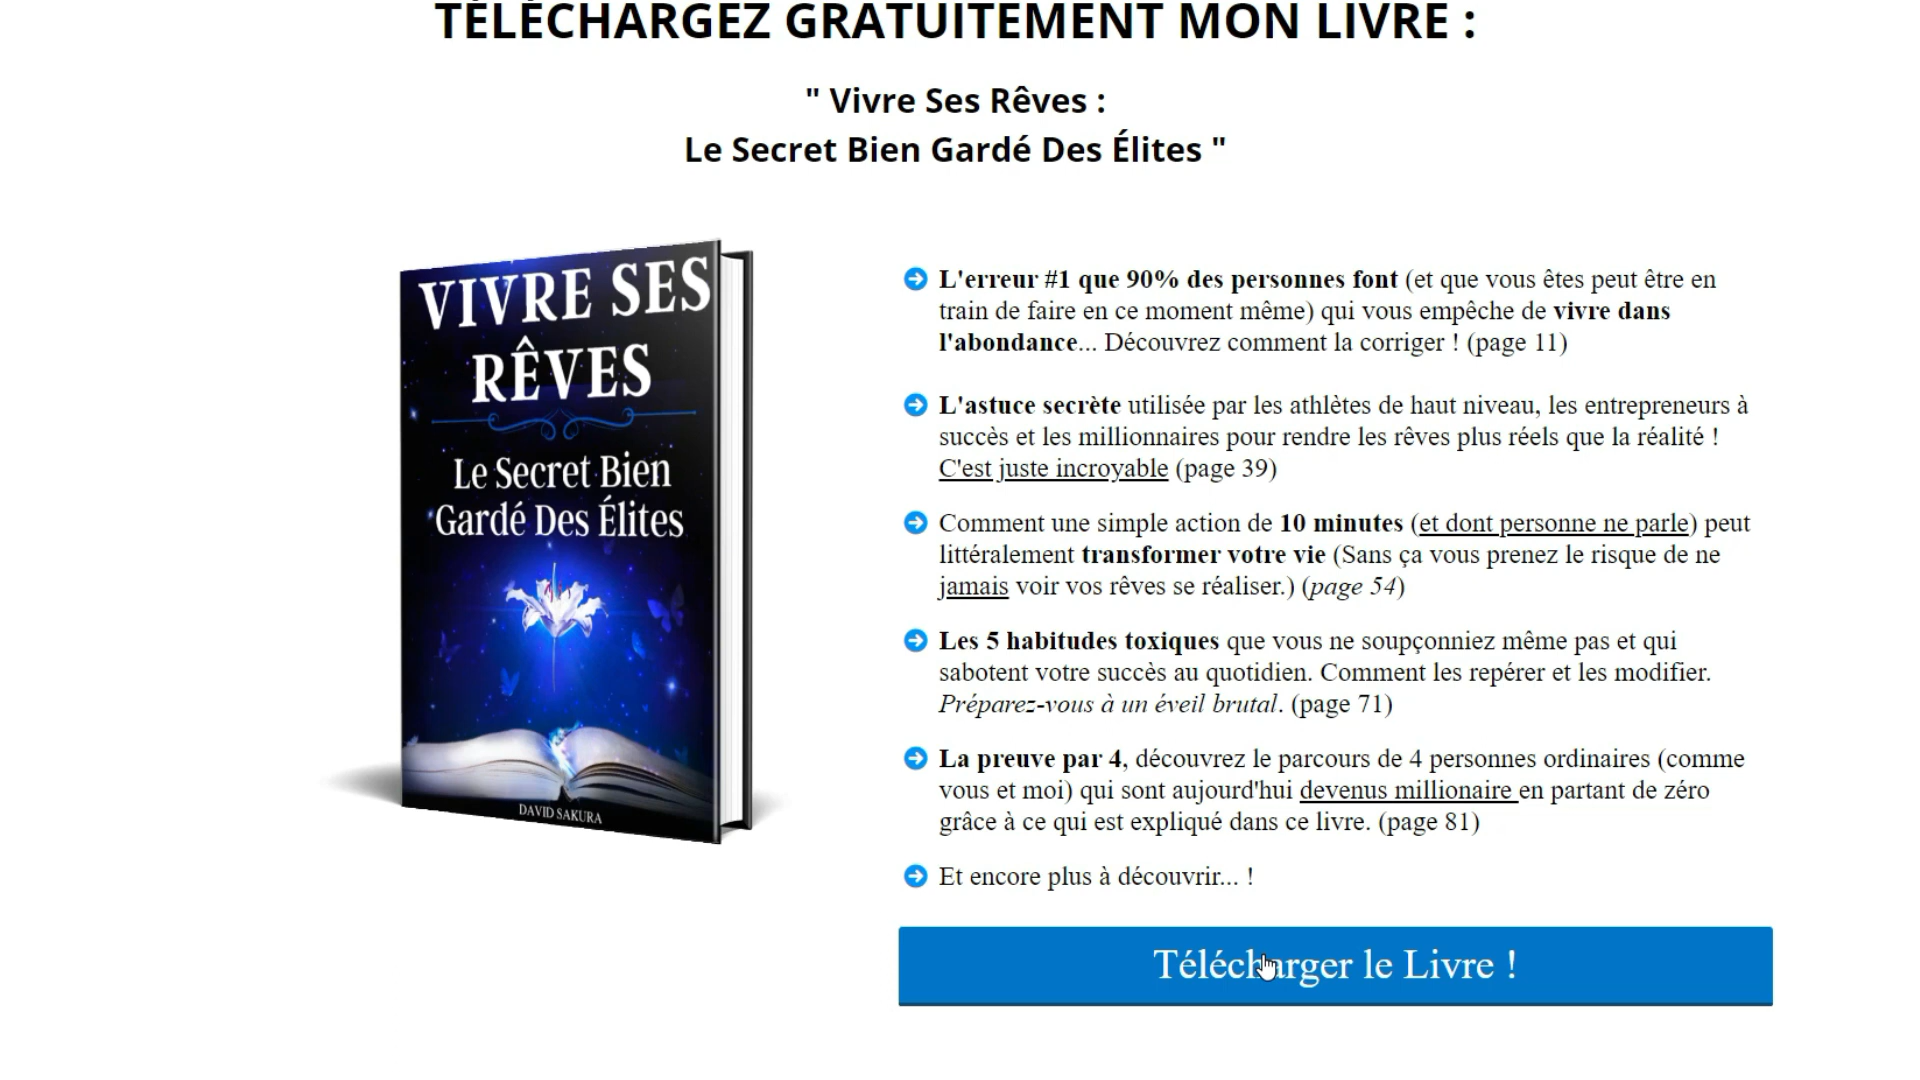 TÉLÉCHARGEZ GRATUITEMENT MON LIVRE :
" Vivre Ses Rêves :
Le Secret Bien Gardé Des Élites "
VIVRE SES
RÊVES
Le Secret Bien
Gardé Des Élites
DAVID SAKURA
L'erreur #1 que 90% des personnes font (et que vous êtes peut être en
train de faire en ce moment même) qui vous empêche de vivre dans
l'abondance... Découvrez comment la corriger ! (page 11)
L'astuce secrète utilisée par les athlètes de haut niveau, les entrepreneurs à
succès et les millionnaires pour rendre les rêves plus réels que la réalité !
C'est juste incroyable (page 39)
Comment une simple action de 10 minutes (et dont personne ne parle) peut
littéralement transformer votre vie (Sans ça vous prenez le risque de ne
jamais voir vos rêves se réaliser.) (page 54)
Les 5 habitudes toxiques que vous ne soupçonniez même pas et qui
sabotent votre succès au quotidien. Comment les repérer et les modifier.
Préparez-vous à un éveil brutal. (page 71)
La preuve par 4, découvrez le parcours de 4 personnes ordinaires (comme
vous et moi) qui sont aujourd'hui devenus millionaire en partant de zéro
grâce à ce qui est expliqué dans ce livre. (page 81)
Et encore plus à découvrir... !
Télécharger le Livre !